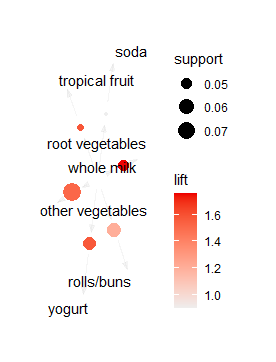 soda
tropical fruit
root vegetables
whole milk
other vegetables
rolls/buns
yogurt
support
0.05
0.06
0.07
lift
1.6
1.4
1.2
1.0